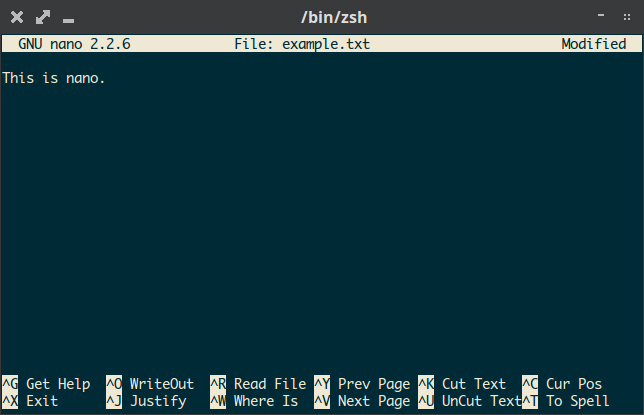 /bin/zsh
GNU nano 2.2.6 File: example.txt Modified
This is nano.
^G Get Help ^O WriteOut ^R Read File ^Y Prev Page ^K Cut Text ^C Cur Pos
^X Exit ^J Justify ^W Where Is ^V Next Page ^U UnCut Text^T To Spell